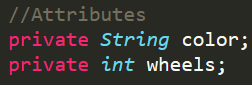 //Attributes
private String color;
private int wheels;